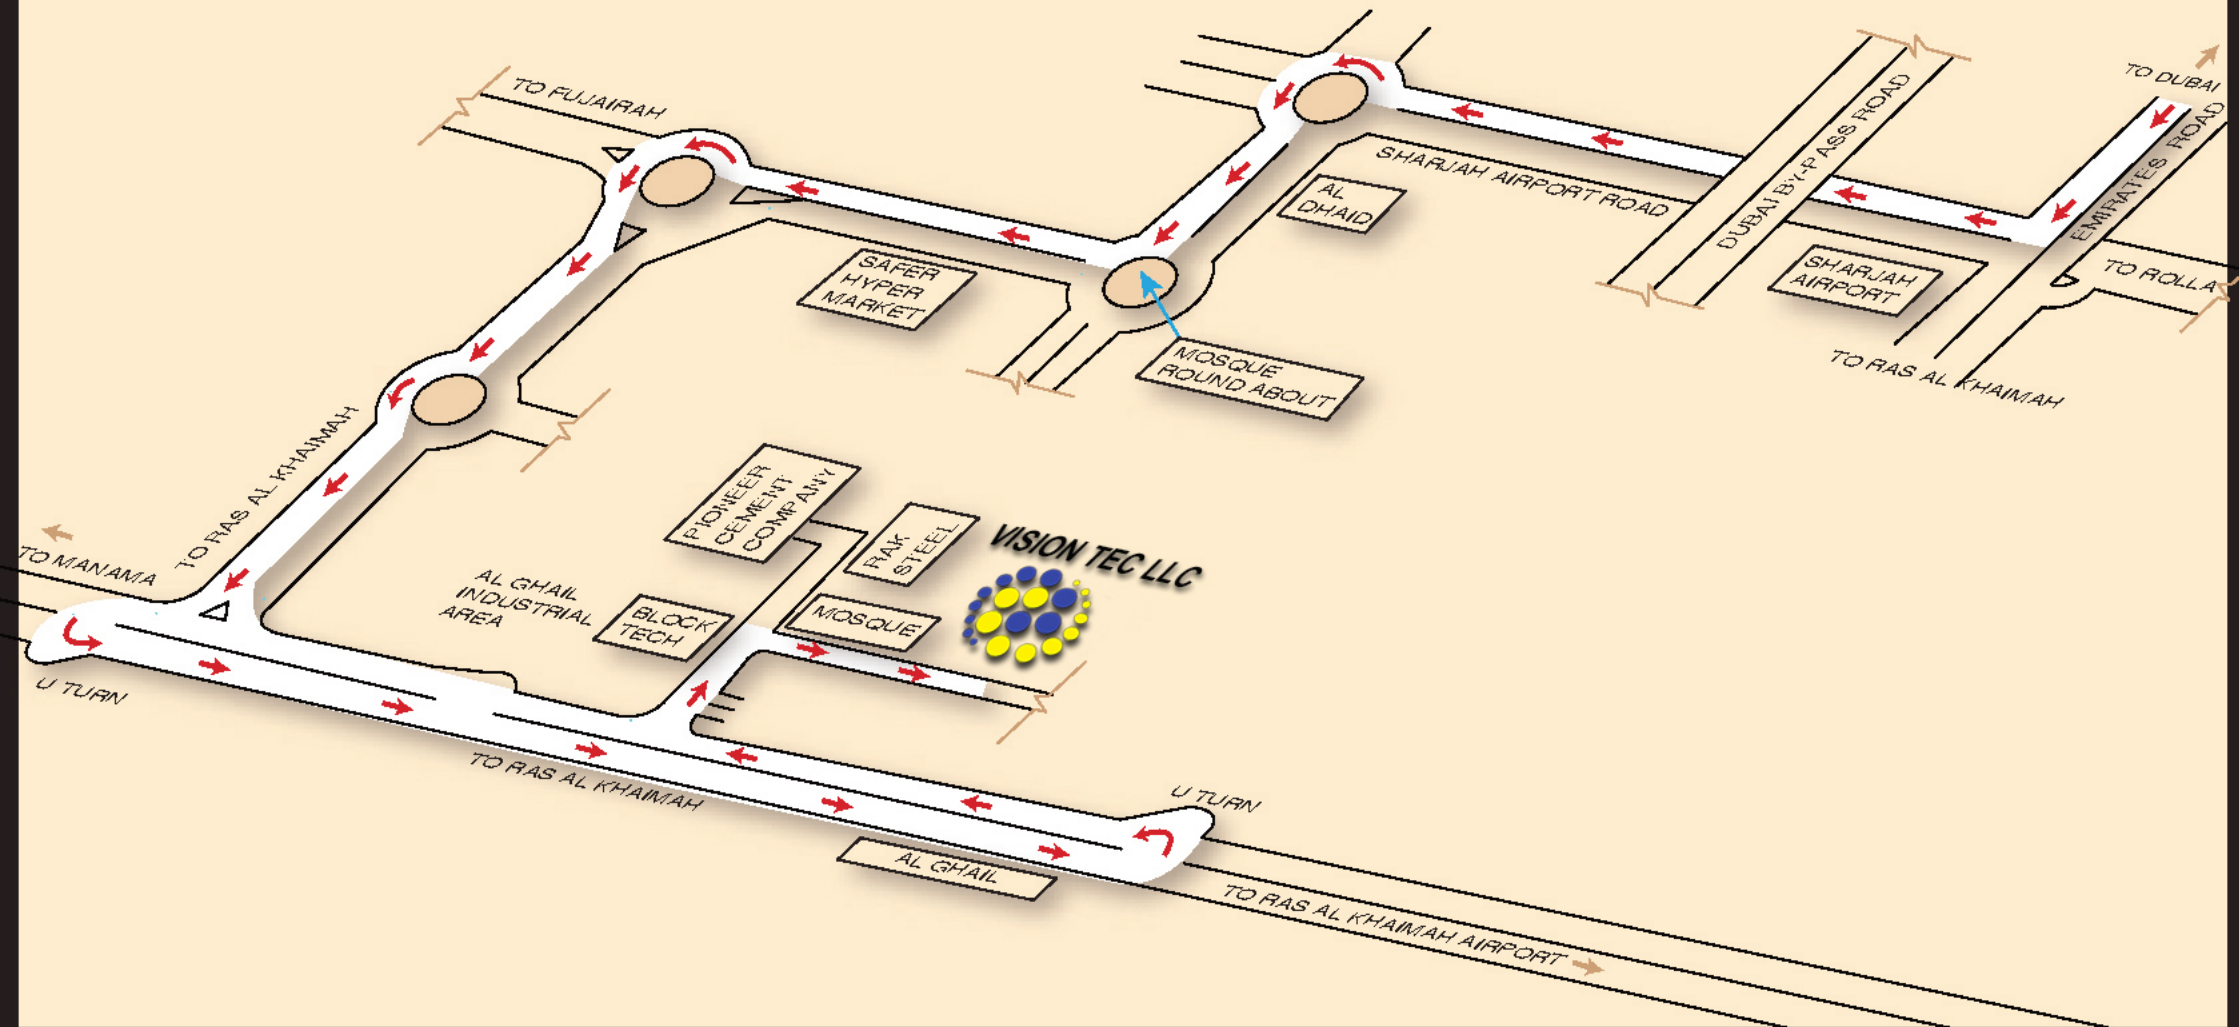 TO DUBAI
TO FUJAIRAH
DUBAI BY-PASS ROAD
EMIRATES ROAD
SHARJAH AIRPORT ROAD
AL
DHAID
SAFER
HYPER
MARKET
SHARJAH
AIRPORT
TO ROLLA
MOSQUE
ROUND ABOUT
TO RAS AL KHAIMAH
TO RAS AL KHAIMAH
PIONEER
CEMENT
COMPANY
RAK
STEEL
VISION TEC LLC
TO MANAMA
AL GHAIL
INDUSTRIAL
AREA
BLOCK
TECH
MOSQUE
U TURN
TO RAS AL KHAIMAH
U TURN
AL GHAIL
TO RAS AL KHAIMAH AIRPORT